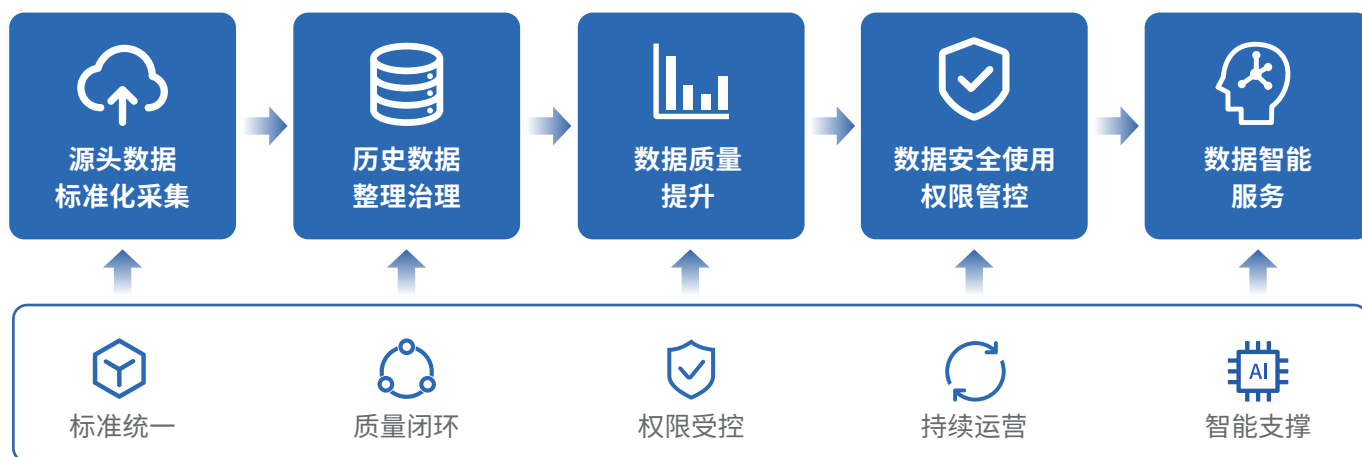 源头数据
标准化采集
历史数据
整理治理
数据质量
提升
数据安全使用
权限管控
数据智能
服务
标准统一
质量闭环
权限受控
持续运营
AI
智能支撑